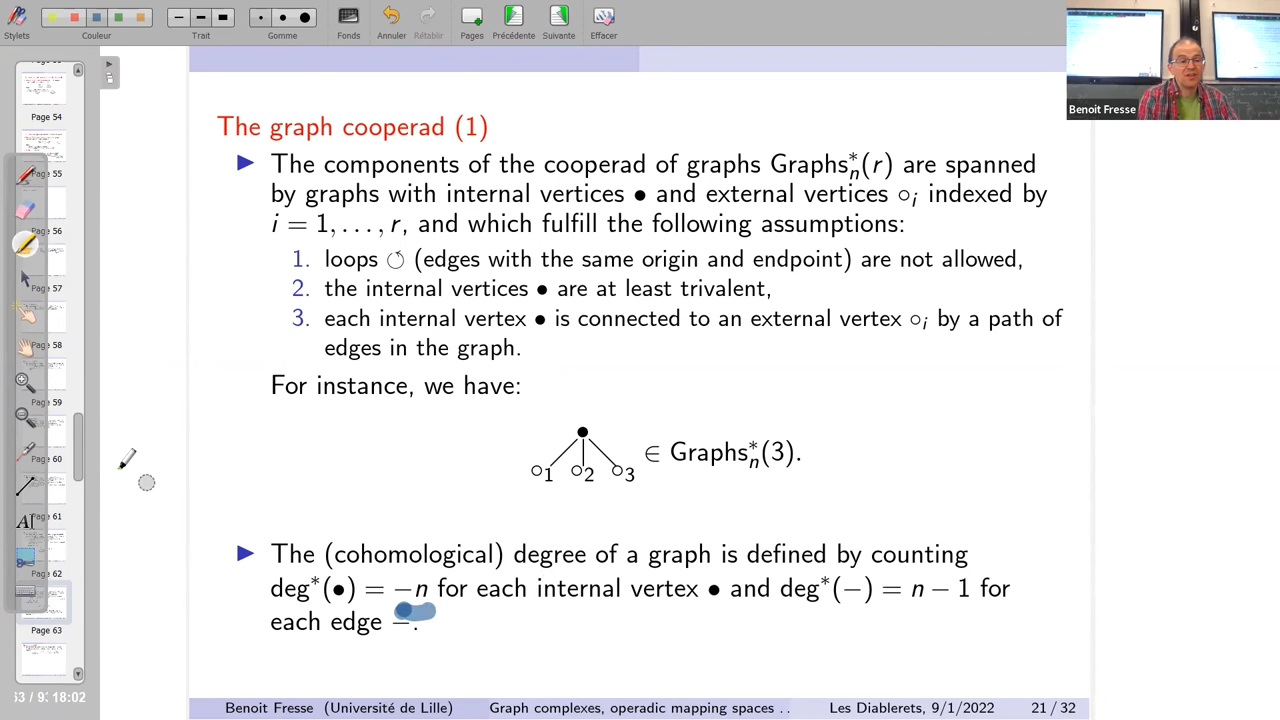 Stylets
Couleur
Trait
Gomme
Fonds
Annuler
Rétablir
Pages
Précédente
Suivante
Effacer
Benoit Fresse
Page 54
Page 55
Page 56
Page 57
Page 58
Page 59
Page 60
Page 61
Page 62
Page 63
18:02
The graph cooperad (1)
▶ The components of the cooperad of graphs Graphs*ₙ(r) are spanned
by graphs with internal vertices • and external vertices ∘ᵢ indexed by
i = 1, . . . , r, and which fulfill the following assumptions:
1. loops ↺ (edges with the same origin and endpoint) are not allowed,
2. the internal vertices • are at least trivalent,
3. each internal vertex • is connected to an external vertex ∘ᵢ by a path of
edges in the graph.
For instance, we have:
∘1 ∘2 ∘3 ∈ Graphs*ₙ(3).
▶ The (cohomological) degree of a graph is defined by counting
deg*(•) = −n for each internal vertex • and deg*(−) = n − 1 for
each edge −.
Benoit Fresse (Université de Lille)
Graph complexes, operadic mapping spaces . .
Les Diablerets, 9/1/2022
21 / 32